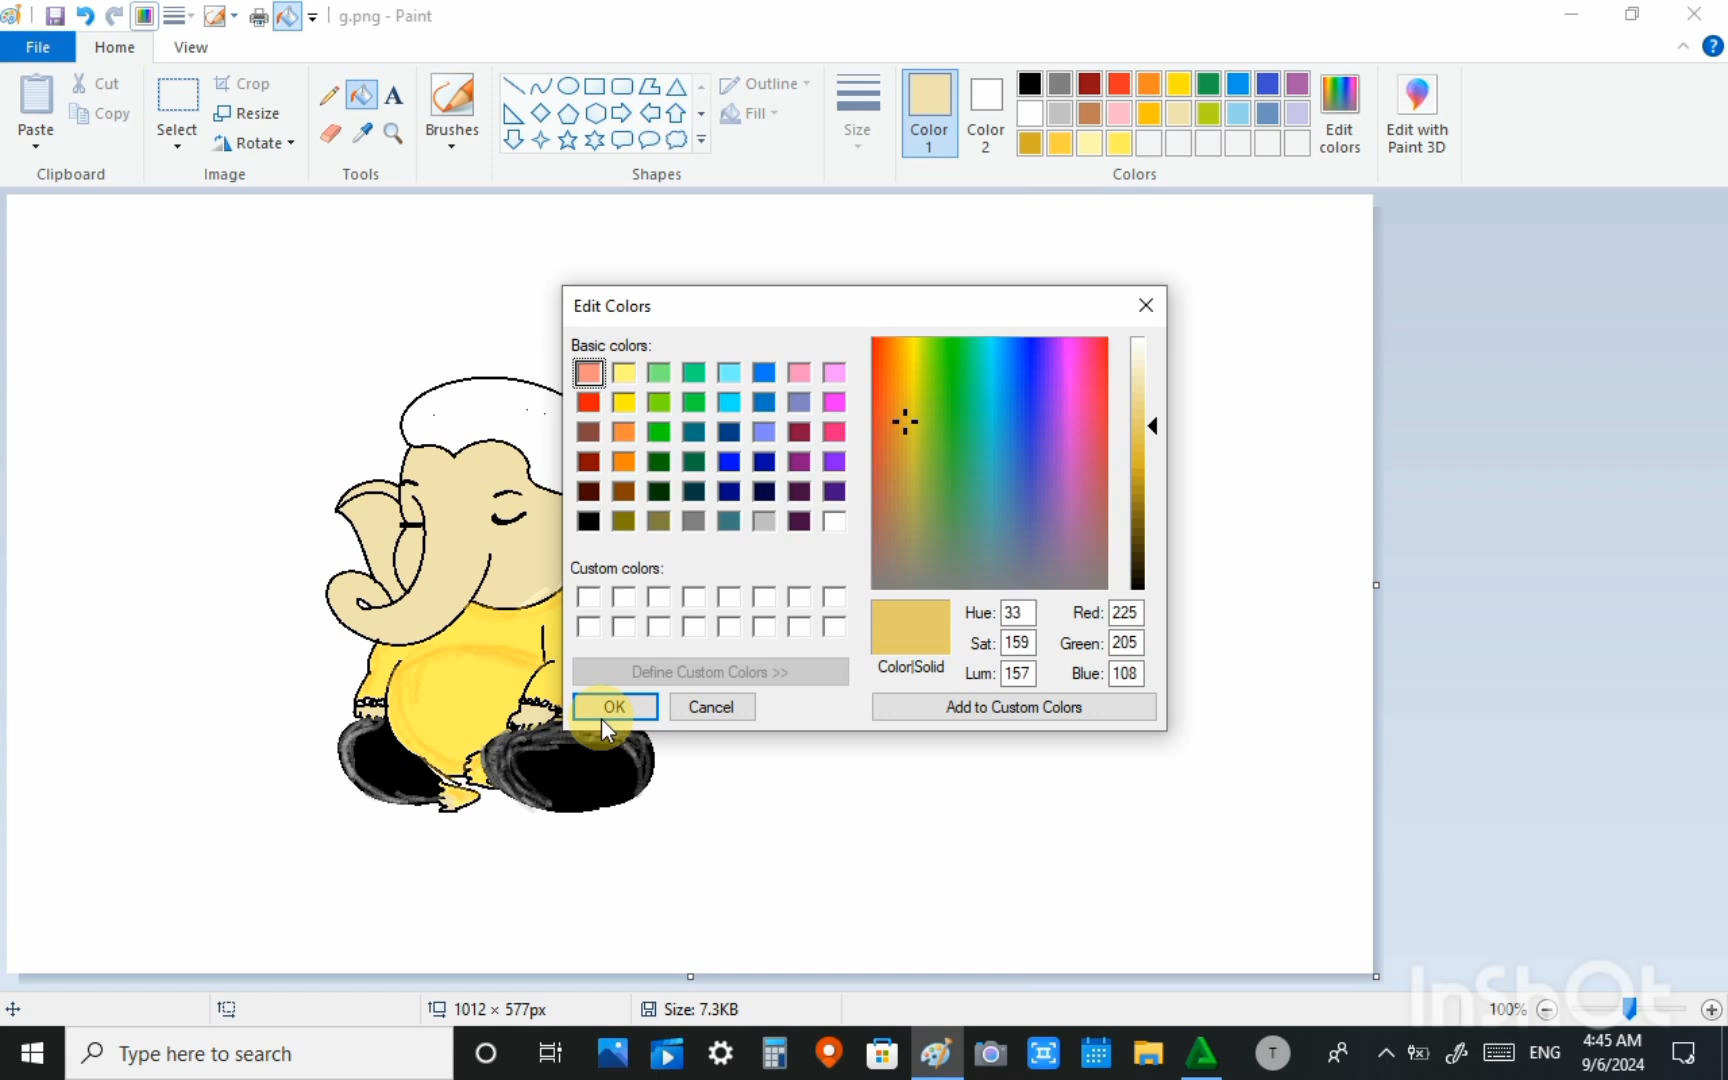 g.png - Paint
File
Home
View
Paste
Cut
Copy
Clipboard
Select
Crop
Resize
Rotate
Image
A
Tools
Brushes
Outline
Fill
Shapes
Size
Color
1
Color
2
Edit
colors
Colors
Edit with
Paint 3D
Edit Colors
Basic colors:
Custom colors:
Define Custom Colors >>
OK
Cancel
Color|Solid
Hue: 33
Sat: 159
Lum: 157
Red: 225
Green: 205
Blue: 108
Add to Custom Colors
InShOt
1012 × 577px
Size: 7.3KB
100%
Type here to search
T
ENG
4:45 AM
9/6/2024